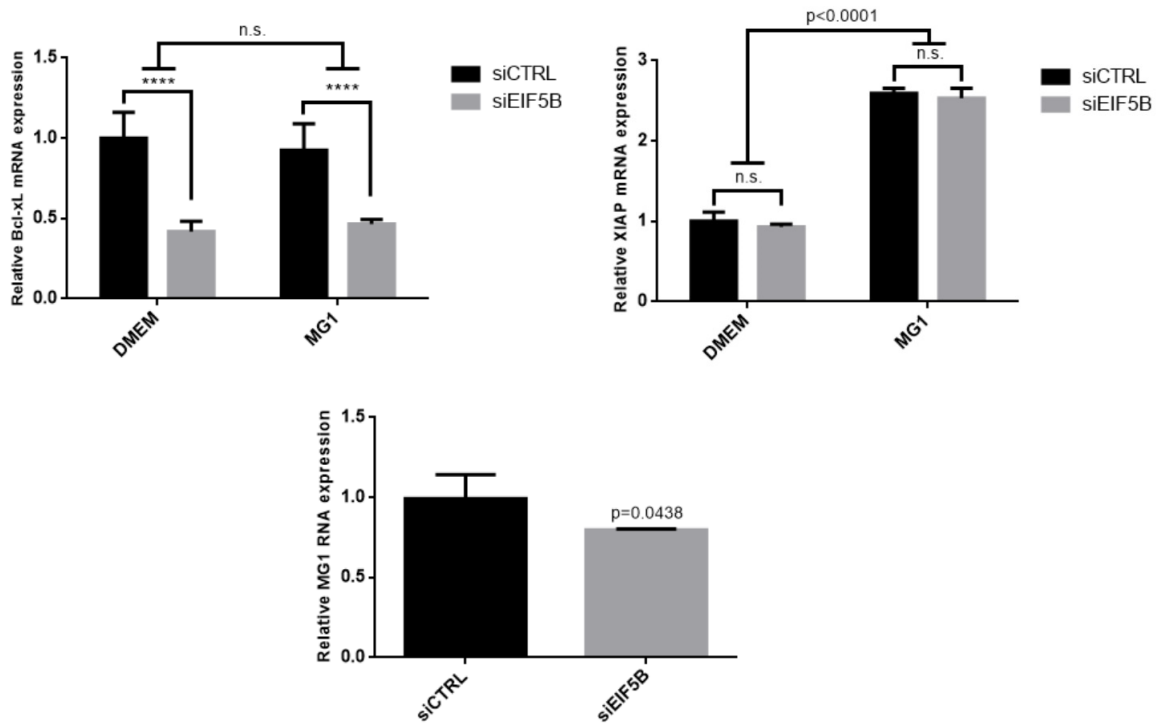 n.s.
****
****
Relative Bcl-xL mRNA expression
1.5
1.0
0.5
0.0
DMEM
MG1
siCTRL
siEIF5B
p<0.0001
n.s.
n.s.
Relative XIAP mRNA expression
3
2
1
0
DMEM
MG1
siCTRL
siEIF5B
Relative MG1 RNA expression
1.5
1.0
0.5
0.0
p=0.0438
siCTRL
siEIF5B